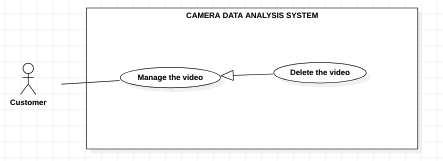 CAMERA DATA ANALYSIS SYSTEM
Manage the video
Delete the video
Customer